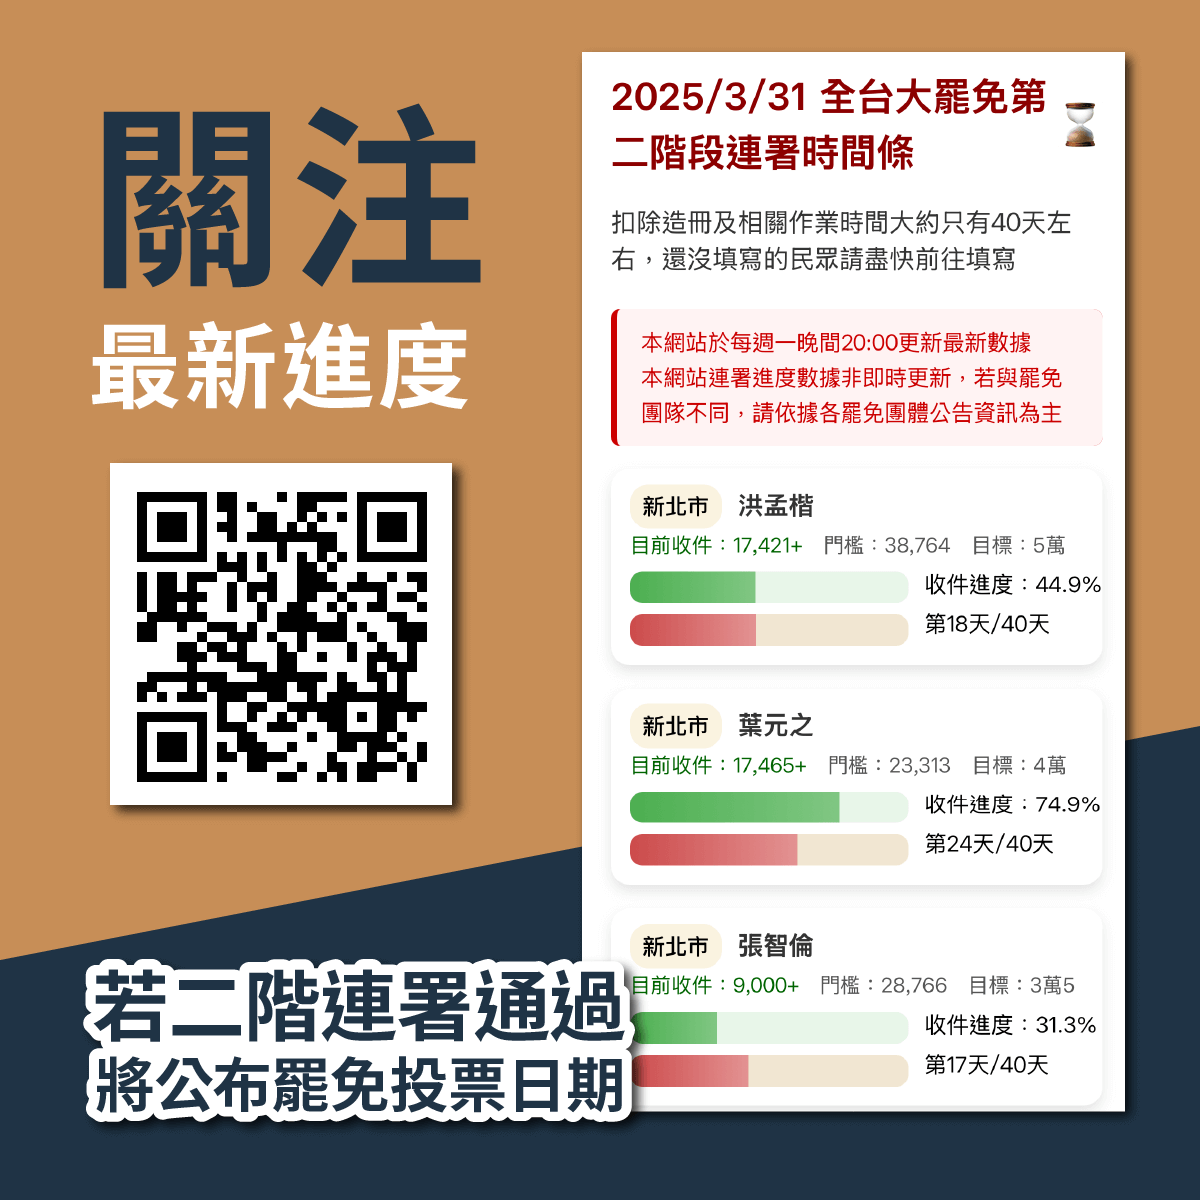 關注
最新進度
2025/3/31 全台大罷免第
二階段連署時間條
扣除造冊及相關作業時間大約只有40天左
右，還沒填寫的民眾請盡快前往填寫
本網站於每週一晚間20:00更新最新數據
本網站連署進度數據非即時更新，若與罷免
團隊不同，請依據各罷免團體公告資訊為主
新北市 洪孟楷
目前收件：17,421+ 門檻：38,764 目標：5萬
收件進度：44.9%
第18天/40天
新北市 葉元之
目前收件：17,465+ 門檻：23,313 目標：4萬
收件進度：74.9%
第24天/40天
新北市 張智倫
目前收件：9,000+ 門檻：28,766 目標：3萬5
收件進度：31.3%
第17天/40天
若二階連署通過
將公布罷免投票日期